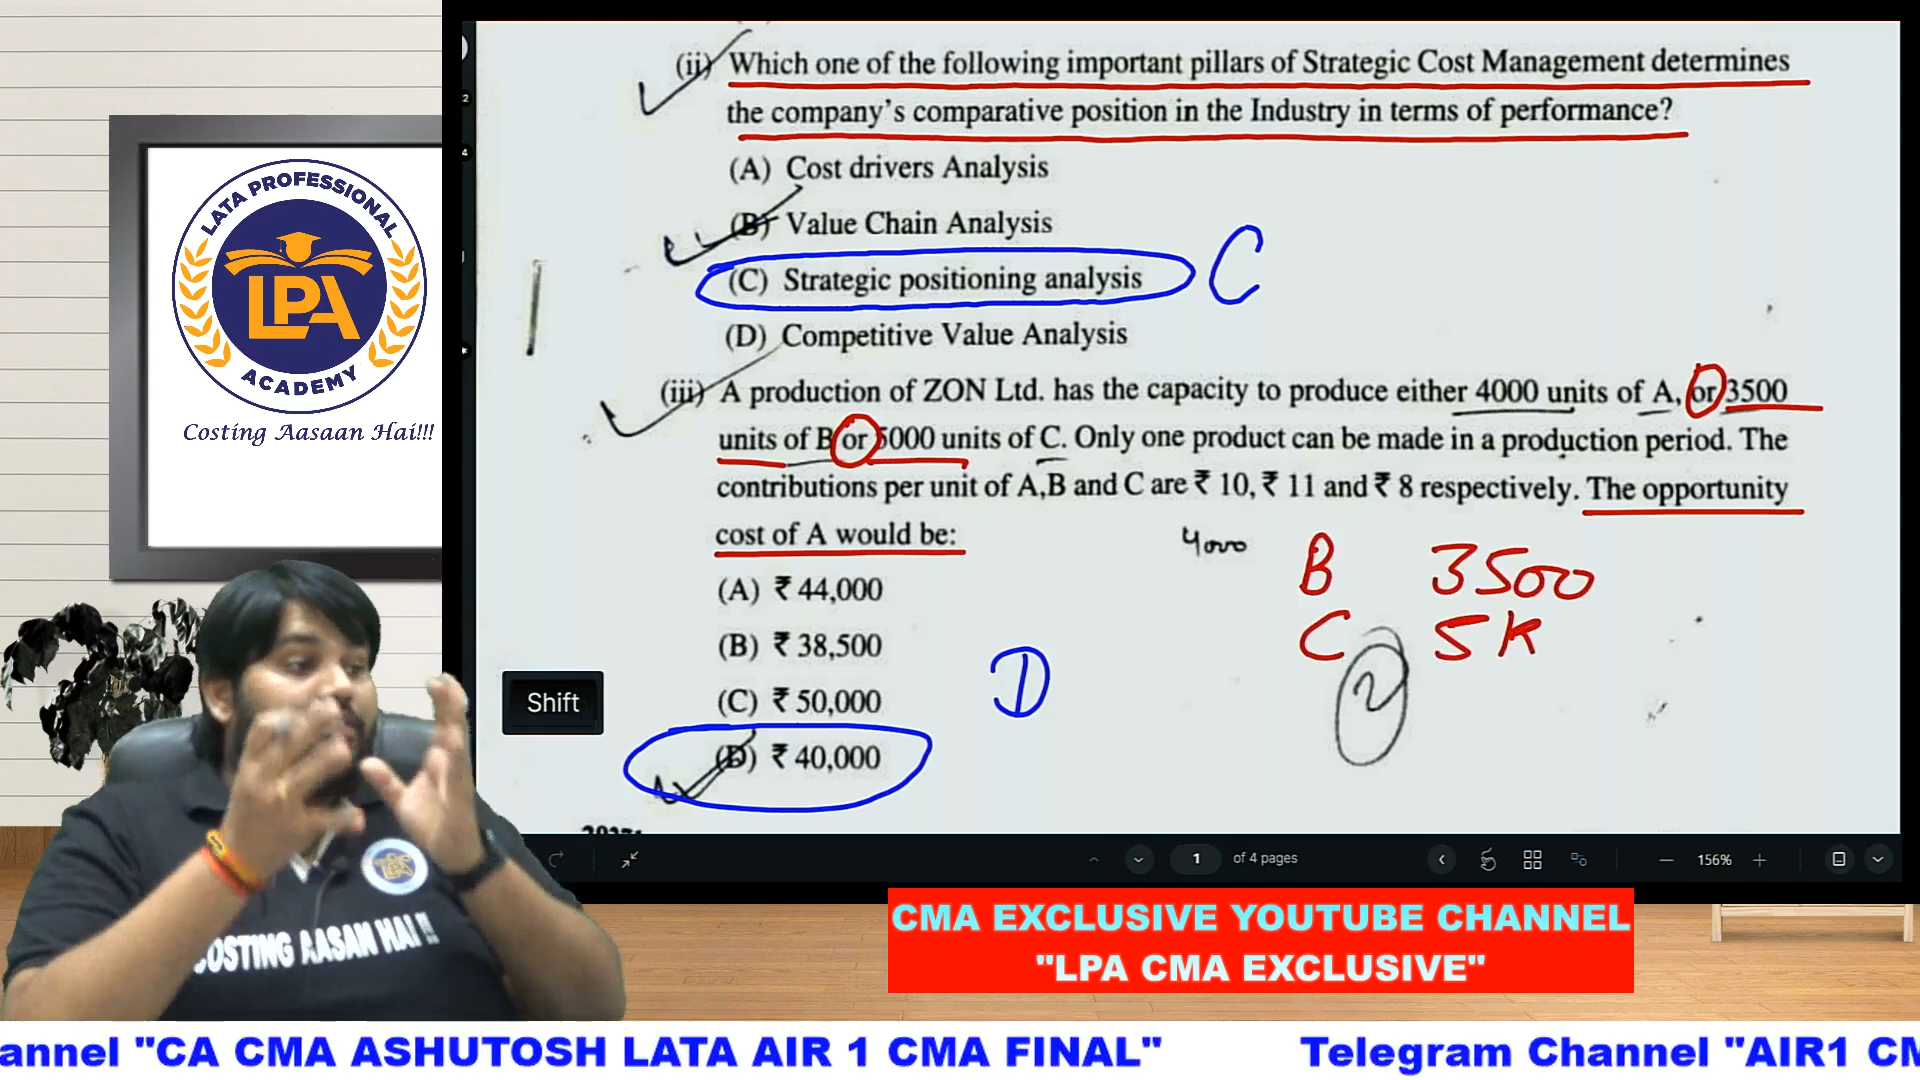 (ii) Which one of the following important pillars of Strategic Cost Management determines
the company's comparative position in the Industry in terms of performance?
(A) Cost drivers Analysis
(B) Value Chain Analysis
(C) Strategic positioning analysis
C
(D) Competitive Value Analysis
(iii) A production of ZON Ltd. has the capacity to produce either 4000 units of A, or 3500
units of B or 5000 units of C. Only one product can be made in a production period. The
contributions per unit of A,B and C are ₹ 10, ₹ 11 and ₹ 8 respectively. The opportunity
cost of A would be:
4000
B 3500
C 5K
2
(A) ₹ 44,000
(B) ₹ 38,500
(C) ₹ 50,000
D
(D) ₹ 40,000
LATA PROFESSIONAL
LPA
ACADEMY
Costing Aasaan Hai!!!
2
4
Shift
1 of 4 pages
156%
COSTING AASAN HAI !!
CMA EXCLUSIVE YOUTUBE CHANNEL
"LPA CMA EXCLUSIVE"
annel "CA CMA ASHUTOSH LATA AIR 1 CMA FINAL" Telegram Channel "AIR1 CM